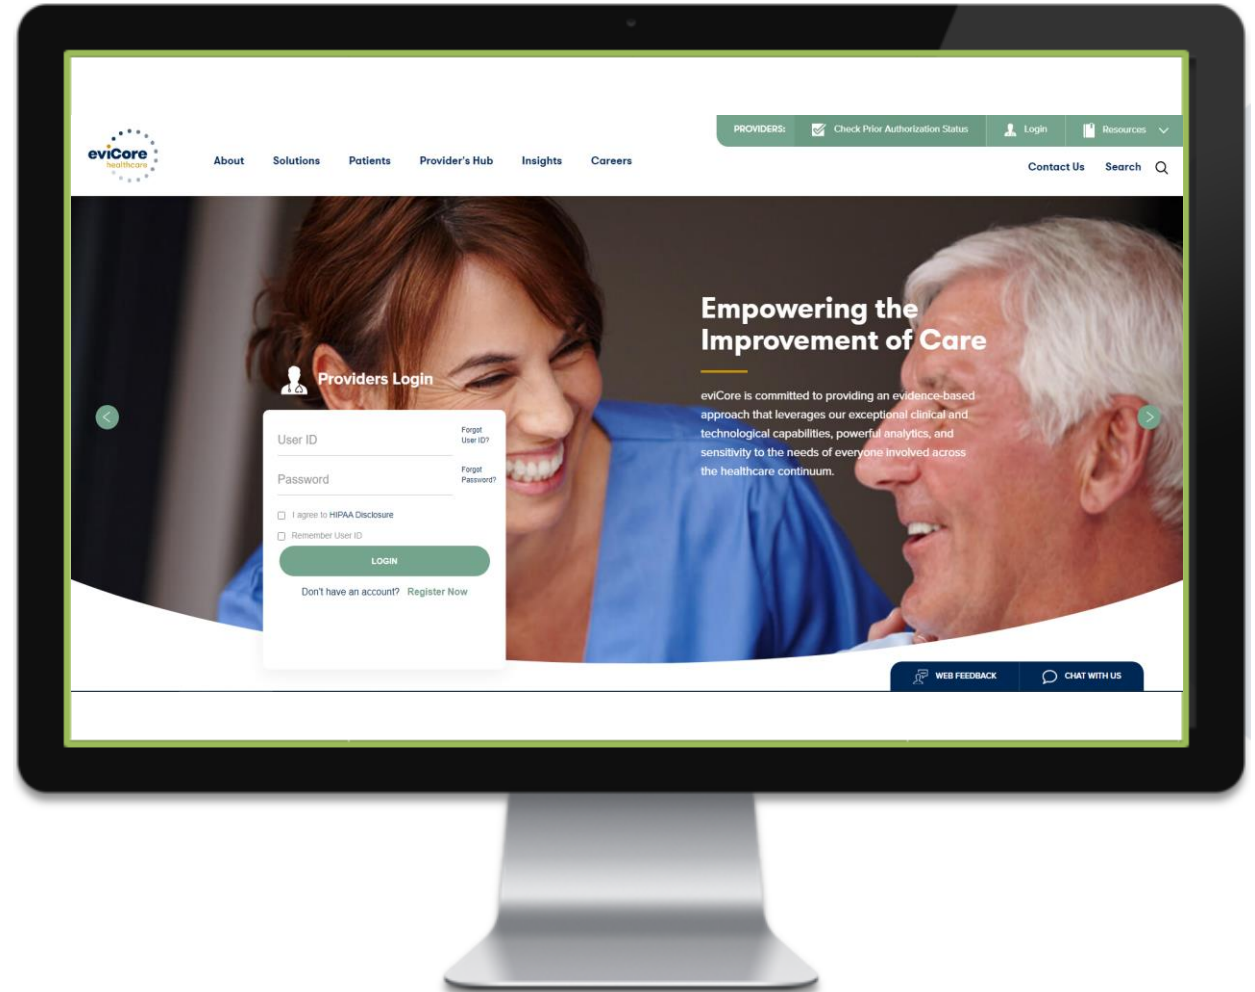 PROVIDERS: Check Prior Authorization Status Login Resources
eviCore
healthcare
About Solutions Patients Provider's Hub Insights Careers
Contact Us Search
Empowering the
Improvement of Care
eviCore is committed to providing an evidence-based
approach that leverages our exceptional clinical and
technological capabilities, powerful analytics, and
sensitivity to the needs of everyone involved across
the healthcare continuum.
Providers Login
User ID
Forgot
User ID?
Password
Forgot
Password?
I agree to HIPAA Disclosure
Remember User ID
LOGIN
Don't have an account? Register Now
WEB FEEDBACK CHAT WITH US